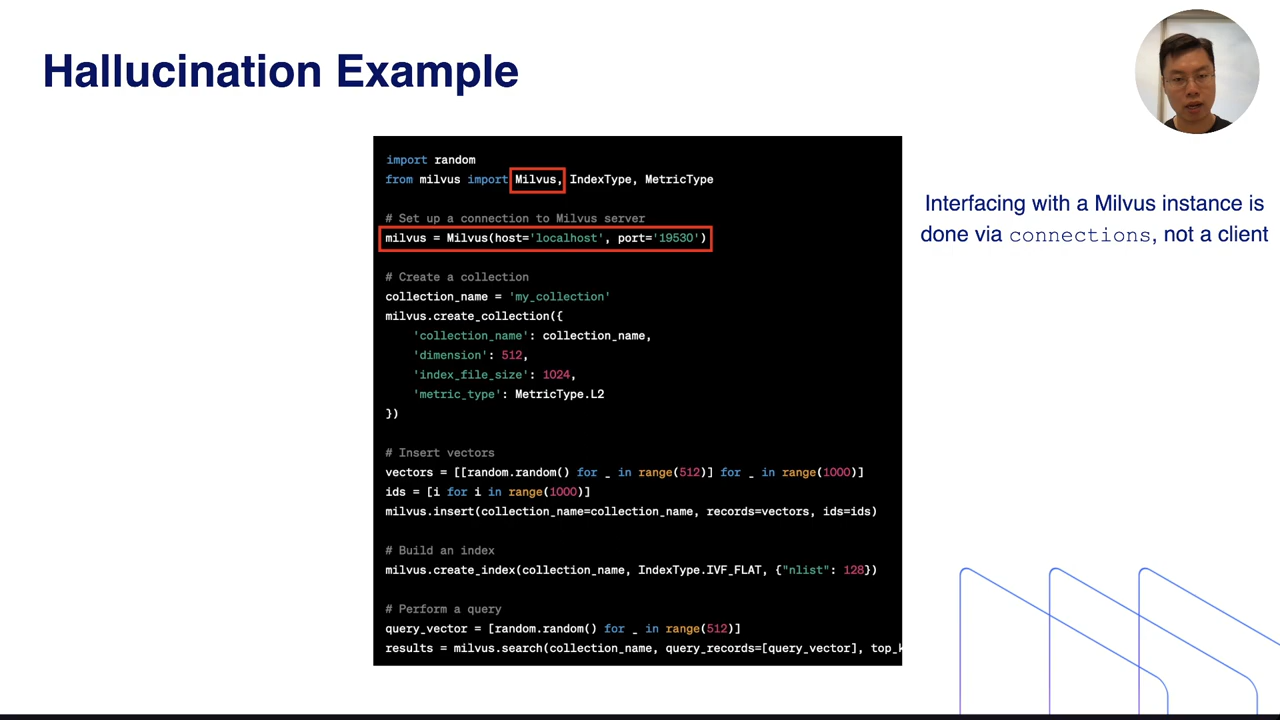 Hallucination Example
import random
from milvus import Milvus, IndexType, MetricType
# Set up a connection to Milvus server
milvus = Milvus(host='localhost', port='19530')
# Create a collection
collection_name = 'my_collection'
milvus.create_collection({
'collection_name': collection_name,
'dimension': 512,
'index_file_size': 1024,
'metric_type': MetricType.L2
})
# Insert vectors
vectors = [[random.random() for _ in range(512)] for _ in range(1000)]
ids = [i for i in range(1000)]
milvus.insert(collection_name=collection_name, records=vectors, ids=ids)
# Build an index
milvus.create_index(collection_name, IndexType.IVF_FLAT, {"nlist": 128})
# Perform a query
query_vector = [random.random() for _ in range(512)]
results = milvus.search(collection_name, query_records=[query_vector], top_k
Interfacing with a Milvus instance is
done via connections, not a client